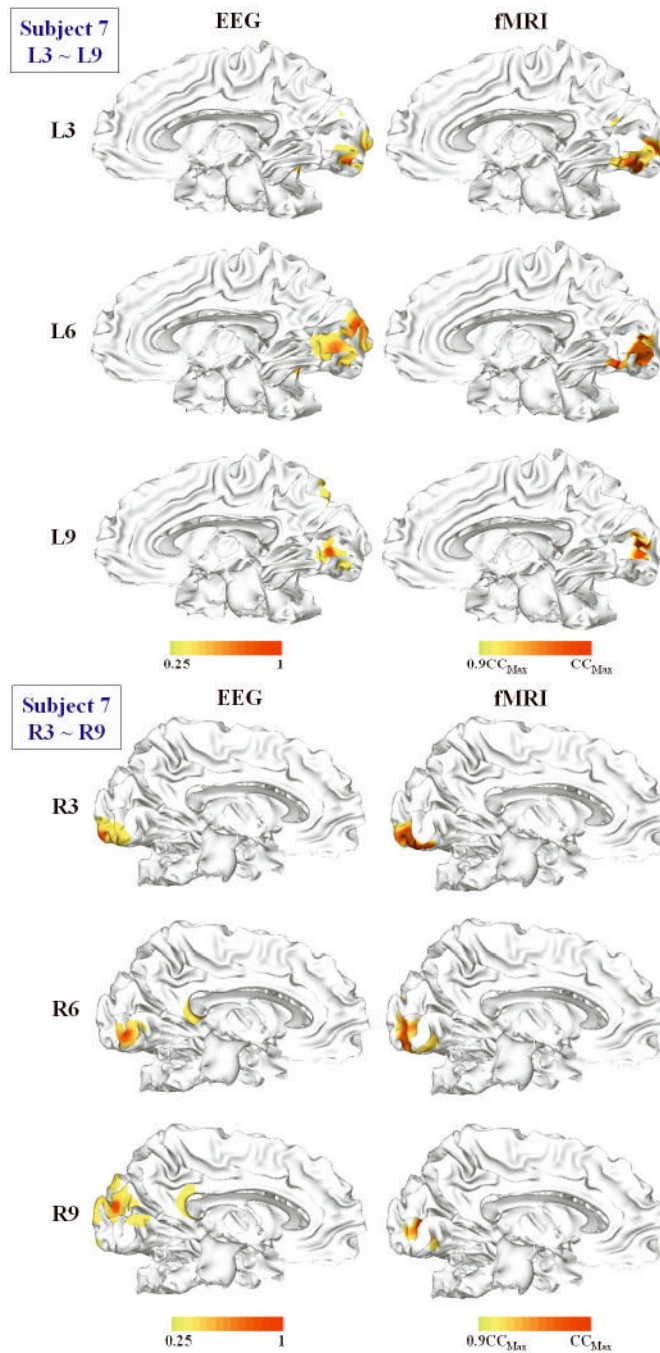 Subject 7
L3 ~ L9
EEG fMRI
L3
L6
L9
0.25 1 0.9CCMax CCMax
Subject 7
R3 ~ R9
EEG fMRI
R3
R6
R9
0.25 1 0.9CCMax CCMax